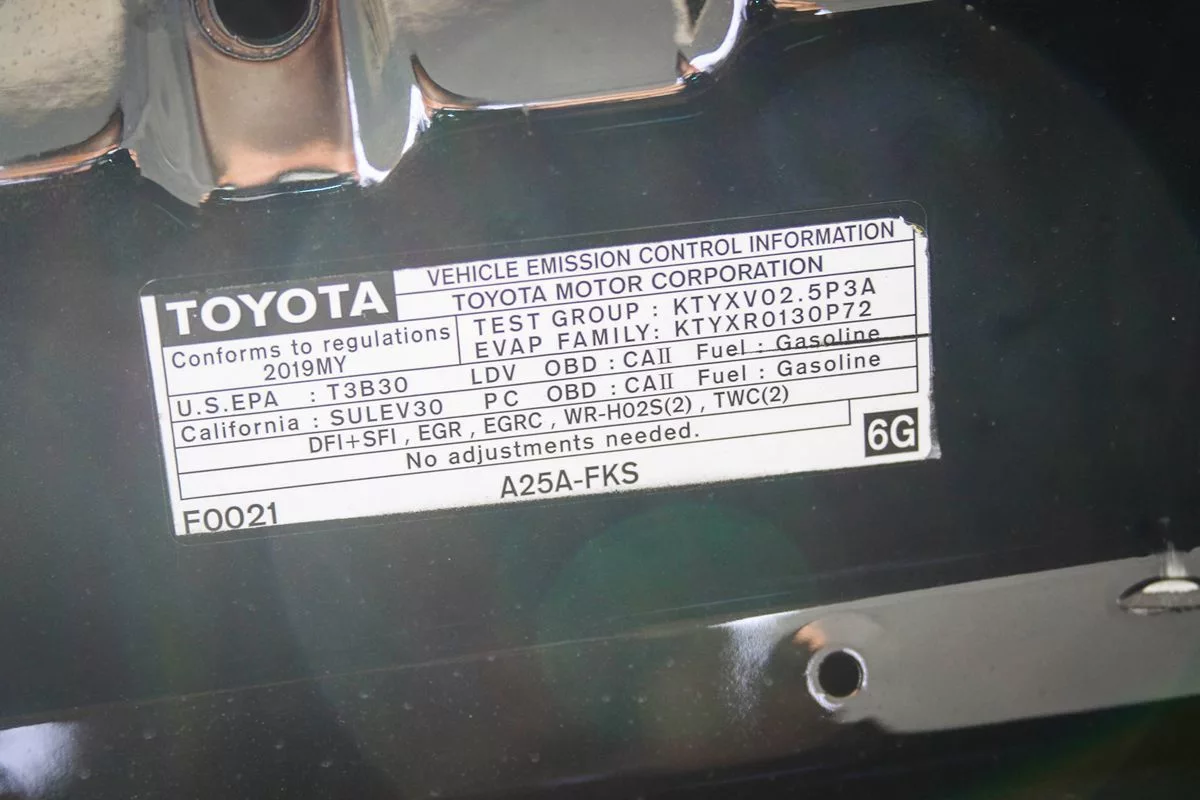 TOYOTA
VEHICLE EMISSION CONTROL INFORMATION
TOYOTA MOTOR CORPORATION
Conforms to regulations
2019MY
TEST GROUP : KTYXV02.5P3A
EVAP FAMILY: KTYXR0130P72
U.S.EPA : T3B30 LDV OBD : CAII Fuel : Gasoline
California : SULEV30 PC OBD : CAII Fuel : Gasoline
DFI+SFI , EGR , EGRC , WR-HO2S(2) , TWC(2)
No adjustments needed.
6G
A25A-FKS
F0021